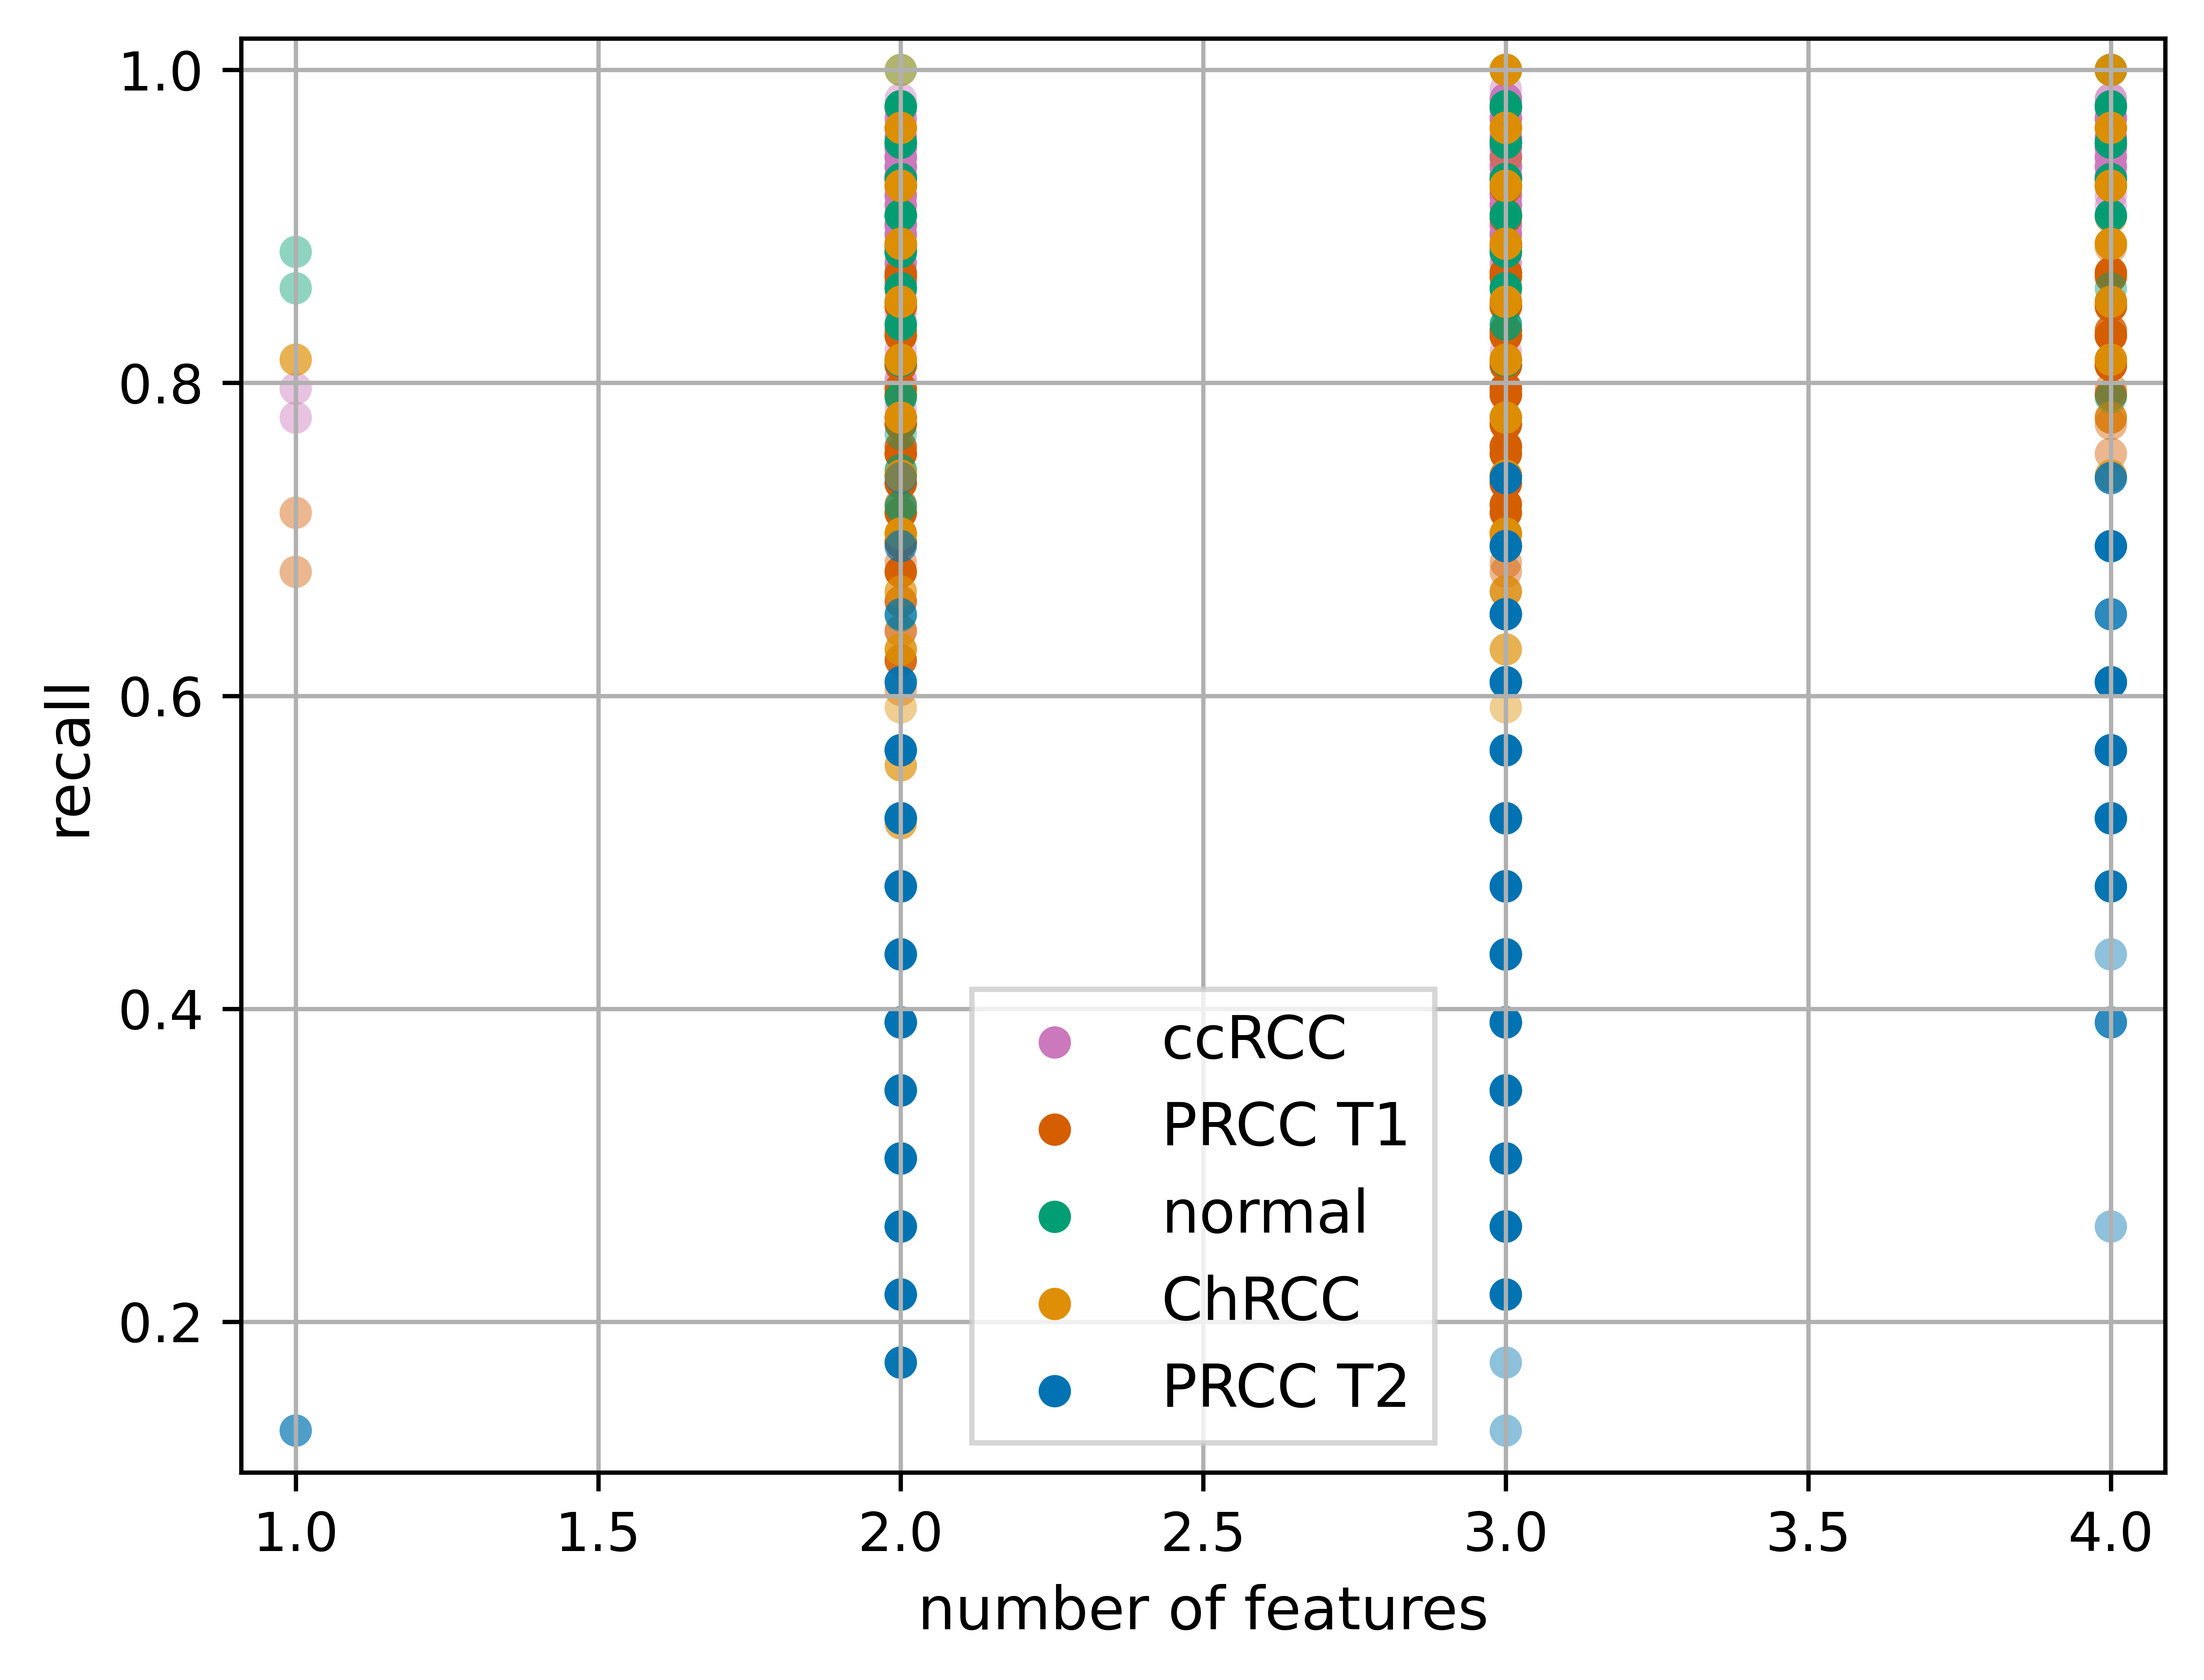 1.0
0.8
0.6
0.4
0.2
recall
ccRCC
PRCC T1
normal
ChRCC
PRCC T2
1.0 1.5 2.0 2.5 3.0 3.5 4.0
number of features